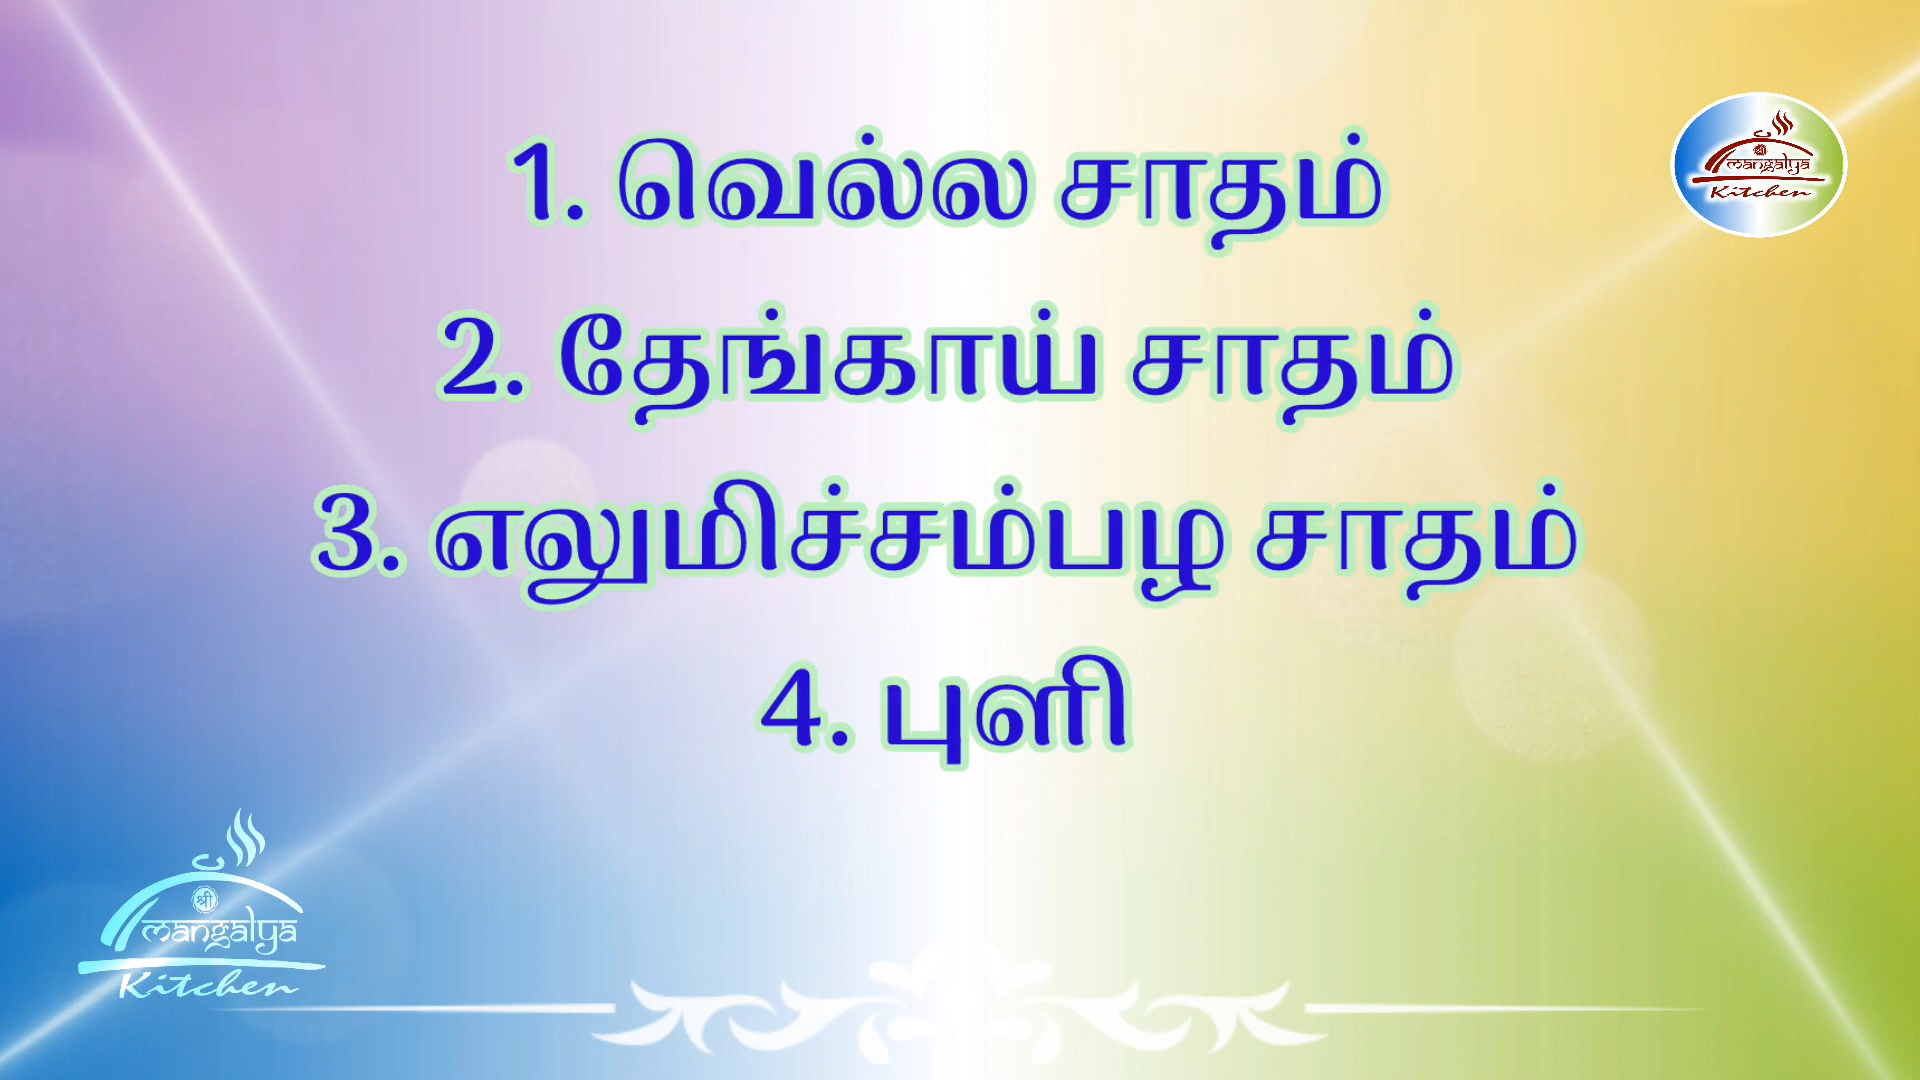 1. வெல்ல சாதம்
2. தேங்காய் சாதம்
3. எலுமிச்சம்பழ சாதம்
4. புளி
श्री
mangalya
Kitchen
श्री
mangalya
Kitchen